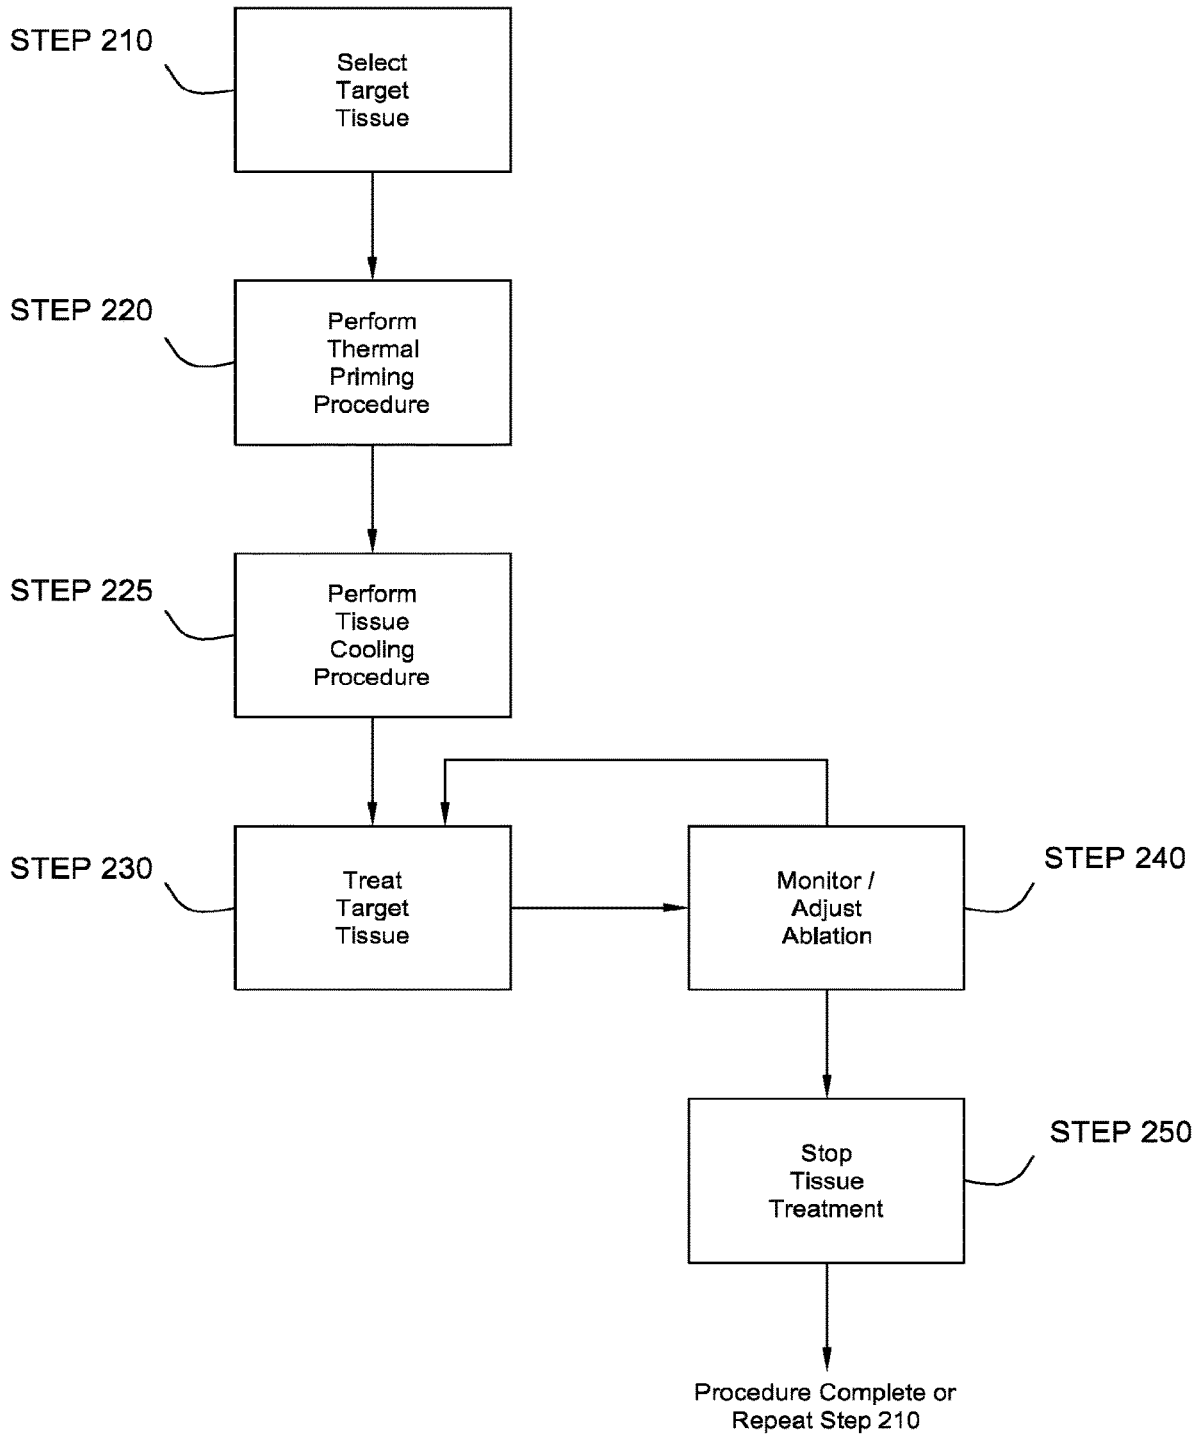 STEP 210
Select
Target
Tissue
STEP 220
Perform
Thermal
Priming
Procedure
STEP 225
Perform
Tissue
Cooling
Procedure
STEP 230
Treat
Target
Tissue
Monitor /
Adjust
Ablation
STEP 240
Stop
Tissue
Treatment
STEP 250
Procedure Complete or
Repeat Step 210